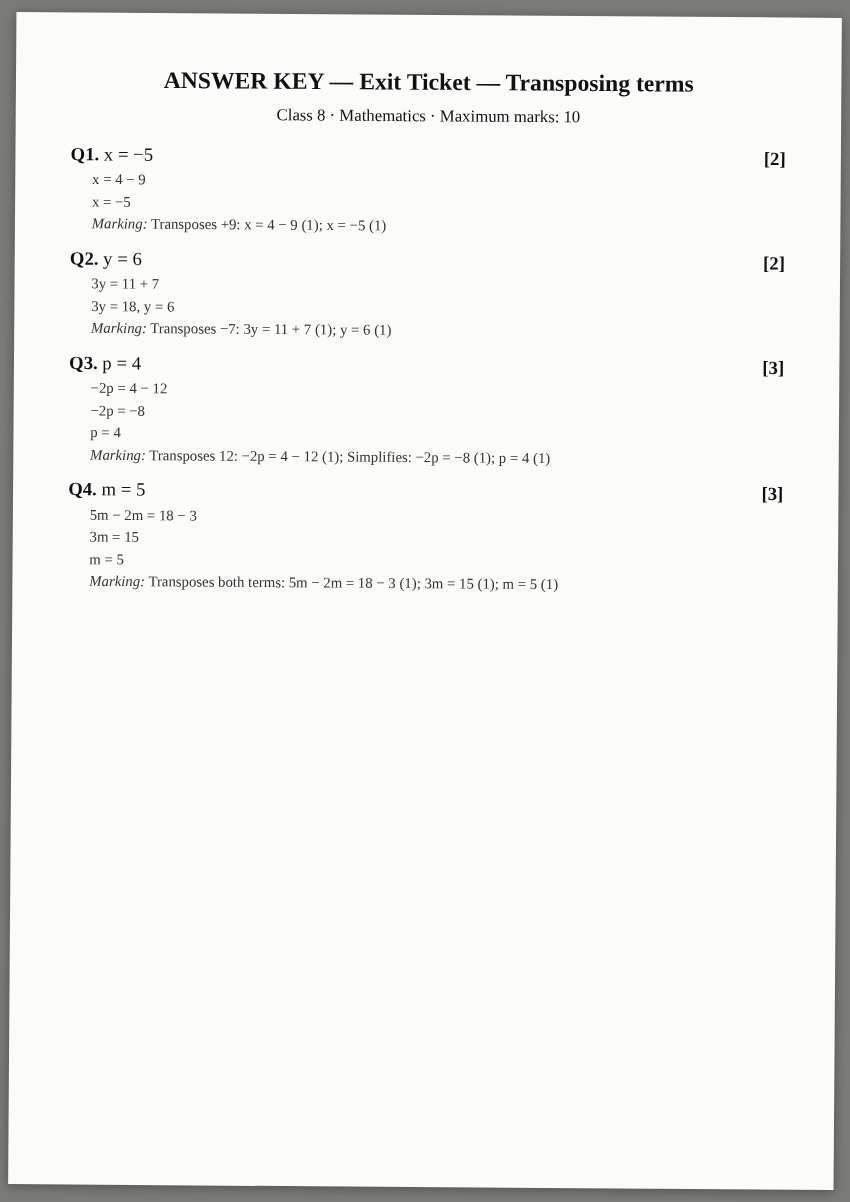 ANSWER KEY — Exit Ticket — Transposing terms
Class 8 · Mathematics · Maximum marks: 10
Q1. x = −5 [2]
x = 4 − 9
x = −5
Marking: Transposes +9: x = 4 − 9 (1); x = −5 (1)
Q2. y = 6 [2]
3y = 11 + 7
3y = 18, y = 6
Marking: Transposes −7: 3y = 11 + 7 (1); y = 6 (1)
Q3. p = 4 [3]
−2p = 4 − 12
−2p = −8
p = 4
Marking: Transposes 12: −2p = 4 − 12 (1); Simplifies: −2p = −8 (1); p = 4 (1)
Q4. m = 5 [3]
5m − 2m = 18 − 3
3m = 15
m = 5
Marking: Transposes both terms: 5m − 2m = 18 − 3 (1); 3m = 15 (1); m = 5 (1)